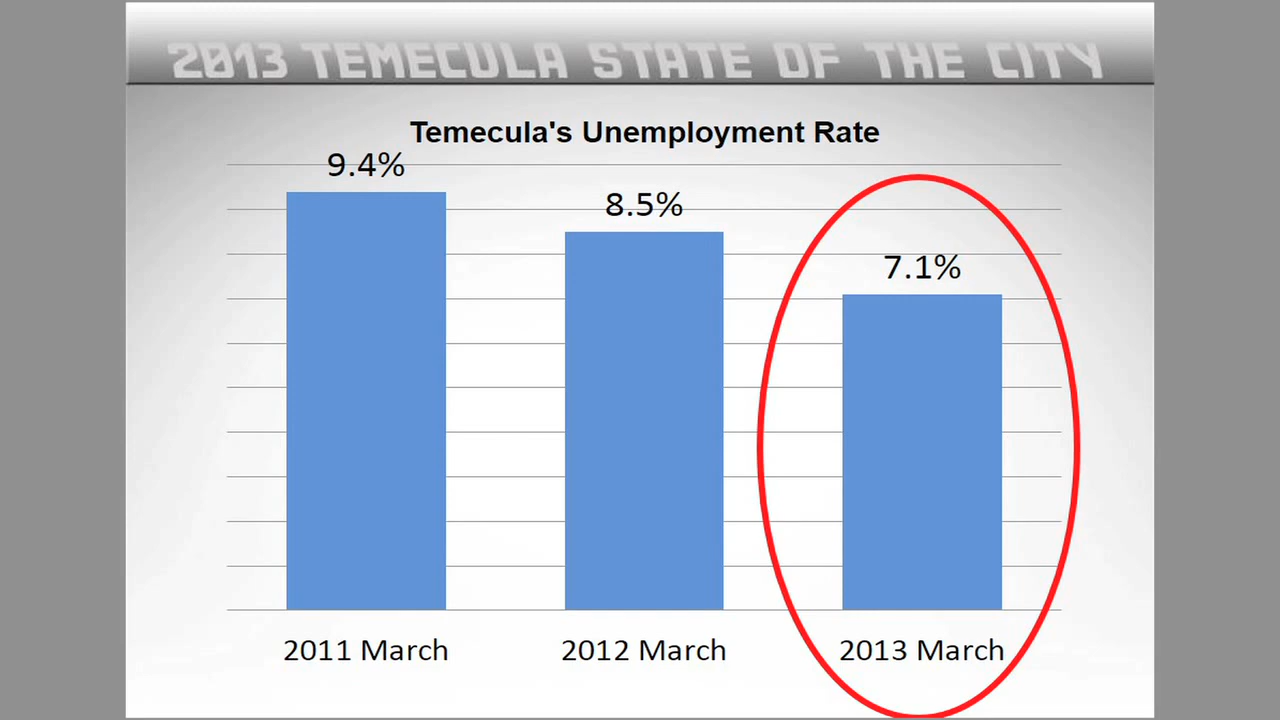 2013 TEMECULA STATE OF THE CITY
Temecula's Unemployment Rate
9.4%
8.5%
7.1%
2011 March
2012 March
2013 March